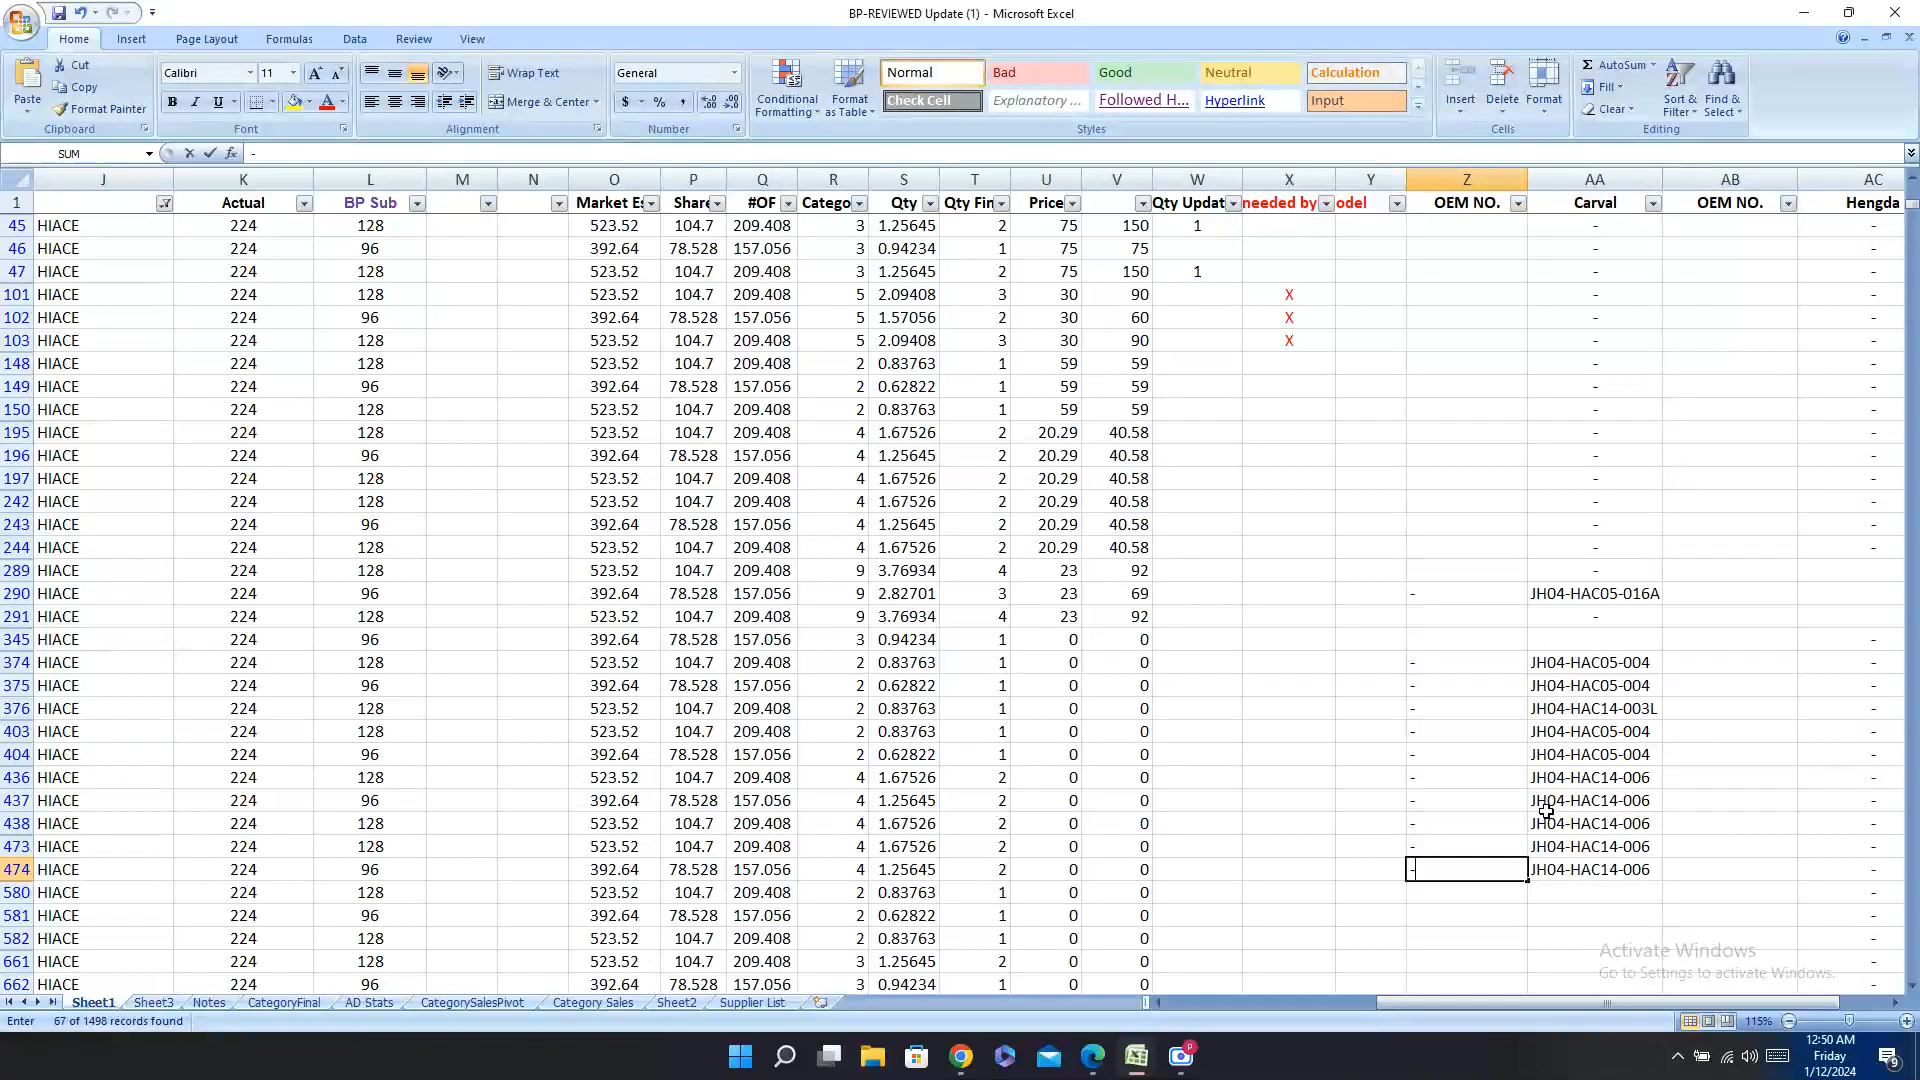 BP-REVIEWED Update (1) - Microsoft Excel
Home Insert Page Layout Formulas Data Review View
Cut
Copy
Format Painter
Paste
Clipboard
Calibri 11
B I U
Font
Wrap Text
Merge & Center
Alignment
General
$ % ,
Number
Conditional Formatting
Format as Table
Normal Bad Good Neutral Calculation
Check Cell Explanatory ... Followed H... Hyperlink Input
Styles
Insert Delete Format
Cells
Σ AutoSum
Fill
Clear
Sort & Filter
Find & Select
Editing
SUM fx -
J K L M N O P Q R S T U V W X Y Z AA AB AC
1 Actual BP Sub Market Es Share #OF Catego Qty Qty Fin Price Qty Updat needed by odel OEM NO. Carval OEM NO. Hengda
45 HIACE 224 128 523.52 104.7 209.408 3 1.25645 2 75 150 1 - -
46 HIACE 224 96 392.64 78.528 157.056 3 0.94234 1 75 75 - -
47 HIACE 224 128 523.52 104.7 209.408 3 1.25645 2 75 150 1 - -
101 HIACE 224 128 523.52 104.7 209.408 5 2.09408 3 30 90 X - -
102 HIACE 224 96 392.64 78.528 157.056 5 1.57056 2 30 60 X - -
103 HIACE 224 128 523.52 104.7 209.408 5 2.09408 3 30 90 X - -
148 HIACE 224 128 523.52 104.7 209.408 2 0.83763 1 59 59 - -
149 HIACE 224 96 392.64 78.528 157.056 2 0.62822 1 59 59 - -
150 HIACE 224 128 523.52 104.7 209.408 2 0.83763 1 59 59 - -
195 HIACE 224 128 523.52 104.7 209.408 4 1.67526 2 20.29 40.58 - -
196 HIACE 224 96 392.64 78.528 157.056 4 1.25645 2 20.29 40.58 - -
197 HIACE 224 128 523.52 104.7 209.408 4 1.67526 2 20.29 40.58 - -
242 HIACE 224 128 523.52 104.7 209.408 4 1.67526 2 20.29 40.58 - -
243 HIACE 224 96 392.64 78.528 157.056 4 1.25645 2 20.29 40.58 - -
244 HIACE 224 128 523.52 104.7 209.408 4 1.67526 2 20.29 40.58 - -
289 HIACE 224 128 523.52 104.7 209.408 9 3.76934 4 23 92 -
290 HIACE 224 96 392.64 78.528 157.056 9 2.82701 3 23 69 - JH04-HAC05-016A
291 HIACE 224 128 523.52 104.7 209.408 9 3.76934 4 23 92 -
345 HIACE 224 96 392.64 78.528 157.056 3 0.94234 1 0 0 -
374 HIACE 224 128 523.52 104.7 209.408 2 0.83763 1 0 0 - JH04-HAC05-004 -
375 HIACE 224 96 392.64 78.528 157.056 2 0.62822 1 0 0 - JH04-HAC05-004 -
376 HIACE 224 128 523.52 104.7 209.408 2 0.83763 1 0 0 - JH04-HAC14-003L -
403 HIACE 224 128 523.52 104.7 209.408 2 0.83763 1 0 0 - JH04-HAC05-004 -
404 HIACE 224 96 392.64 78.528 157.056 2 0.62822 1 0 0 - JH04-HAC05-004 -
436 HIACE 224 128 523.52 104.7 209.408 4 1.67526 2 0 0 - JH04-HAC14-006 -
437 HIACE 224 96 392.64 78.528 157.056 4 1.25645 2 0 0 - JH04-HAC14-006 -
438 HIACE 224 128 523.52 104.7 209.408 4 1.67526 2 0 0 - JH04-HAC14-006 -
473 HIACE 224 128 523.52 104.7 209.408 4 1.67526 2 0 0 - JH04-HAC14-006 -
474 HIACE 224 96 392.64 78.528 157.056 4 1.25645 2 0 0 - JH04-HAC14-006 -
580 HIACE 224 128 523.52 104.7 209.408 2 0.83763 1 0 0 -
581 HIACE 224 96 392.64 78.528 157.056 2 0.62822 1 0 0 -
582 HIACE 224 128 523.52 104.7 209.408 2 0.83763 1 0 0 -
661 HIACE 224 128 523.52 104.7 209.408 3 1.25645 2 0 0 -
662 HIACE 224 96 392.64 78.528 157.056 3 0.94234 1 0 0 -
Activate Windows
Go to Settings to activate Windows.
Sheet1 Sheet3 Notes CategoryFinal AD Stats CategorySalesPivot Category Sales Sheet2 Supplier List
Enter 67 of 1498 records found 115%
12:50 AM
Friday
1/12/2024
9